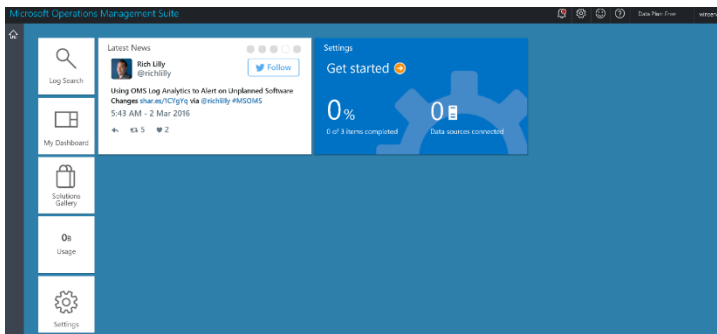 Microsoft Operations Management Suite
Data Plan: Free
Log Search
My Dashboard
Solutions
Gallery
0B
Usage
Settings
Latest News
Rich Lilly
@richlilly
Follow
Using OMS Log Analytics to Alert on Unplanned Software
Changes shar.es/1CYgYq via @richlilly #MSOMS
5:43 AM - 2 Mar 2016
5
2
Settings
Get started
0%
0 of 3 items completed
0
Data sources connected